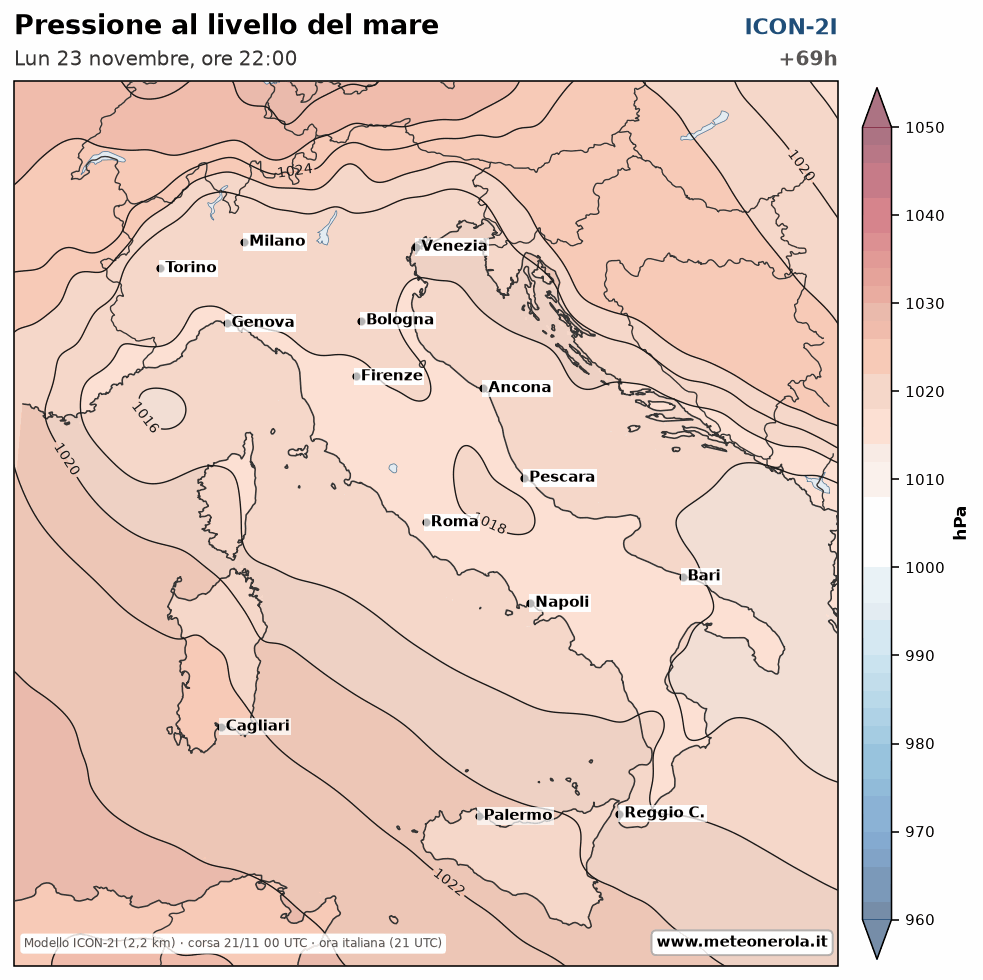 Pressione al livello del mare
ICON-2I
Lun 23 novembre, ore 22:00
+69h
1024
1020
Milano
Venezia
Torino
Genova
Bologna
Firenze
Ancona
1016
1020
Pescara
Roma
1018
Bari
Napoli
Cagliari
Palermo
Reggio C.
1022
Modello ICON-2I (2,2 km) · corsa 21/11 00 UTC · ora italiana (21 UTC)
www.meteonerola.it
1050
1040
1030
1020
1010
1000
990
980
970
960
hPa